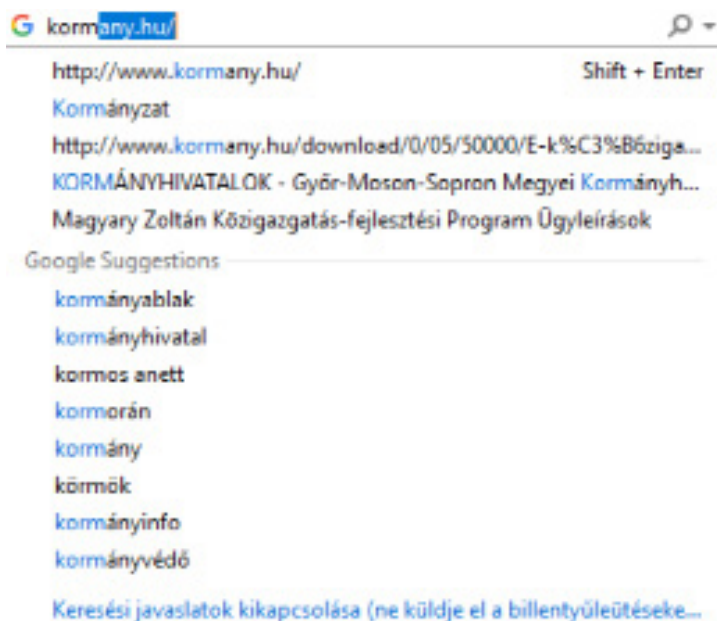 kormany.hu/
http://www.kormany.hu/ Shift + Enter
Kormányzat
http://www.kormany.hu/download/0/05/50000/E-k%C3%B6ziga...
KORMÁNYHIVATALOK - Győr-Moson-Sopron Megyei Kormányh...
Magyary Zoltán Közigazgatás-fejlesztési Program Ügyleírások
Google Suggestions
kormányablak
kormányhivatal
kormos anett
kormorán
kormány
körmök
kormányinfo
kormányvédő
Keresési javaslatok kikapcsolása (ne küldje el a billentyűleütéseke...